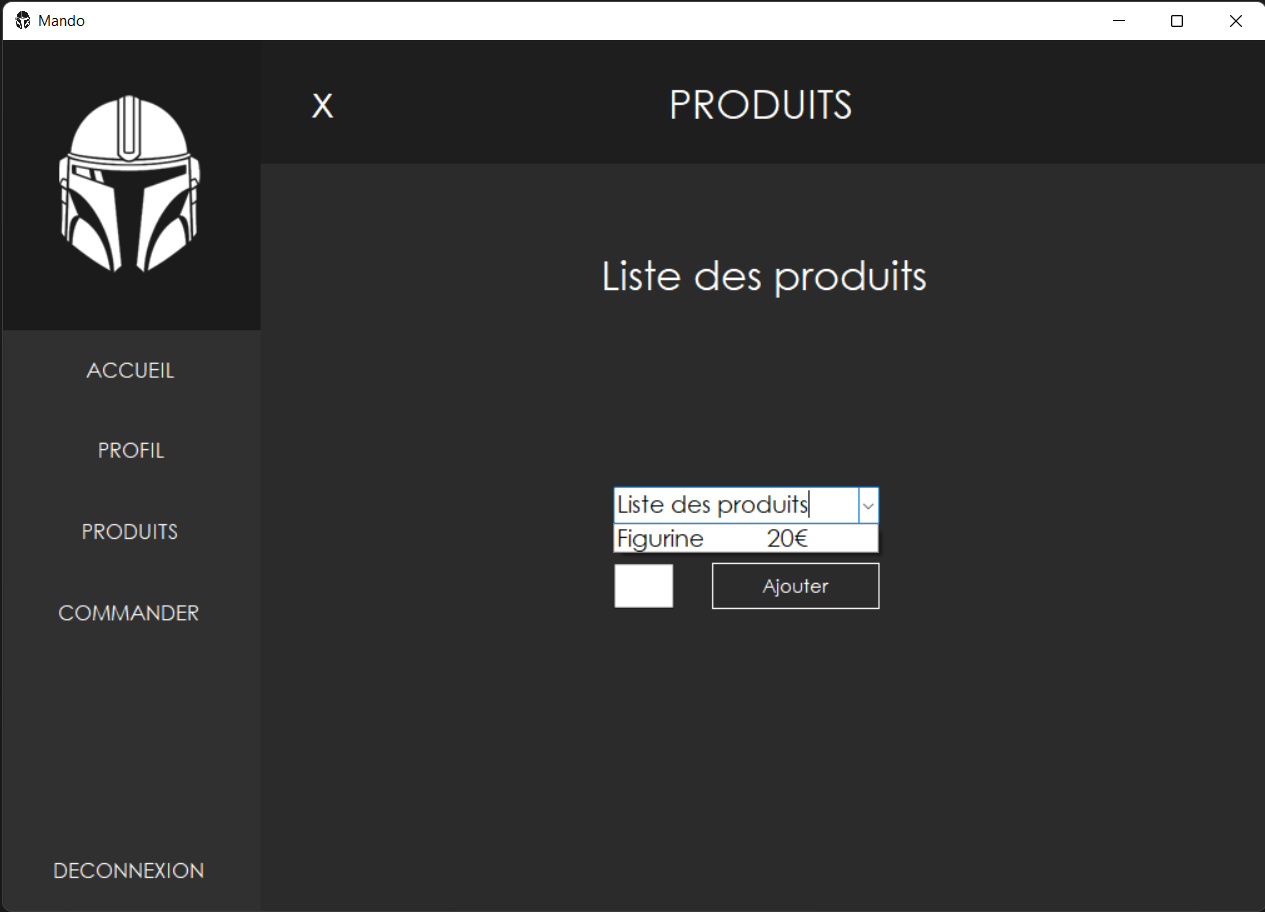 Mando
X
PRODUITS
Liste des produits
ACCUEIL
PROFIL
PRODUITS
COMMANDER
DECONNEXION
Liste des produits
Figurine 20€
Ajouter